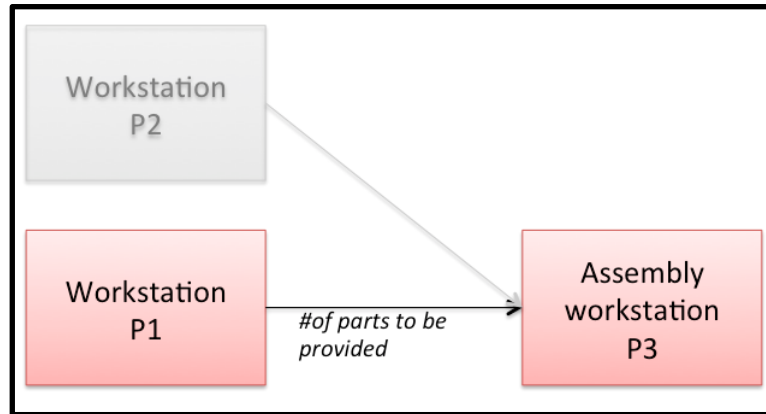 Workstation
P2
Workstation
P1
#of parts to be
provided
Assembly
workstation
P3